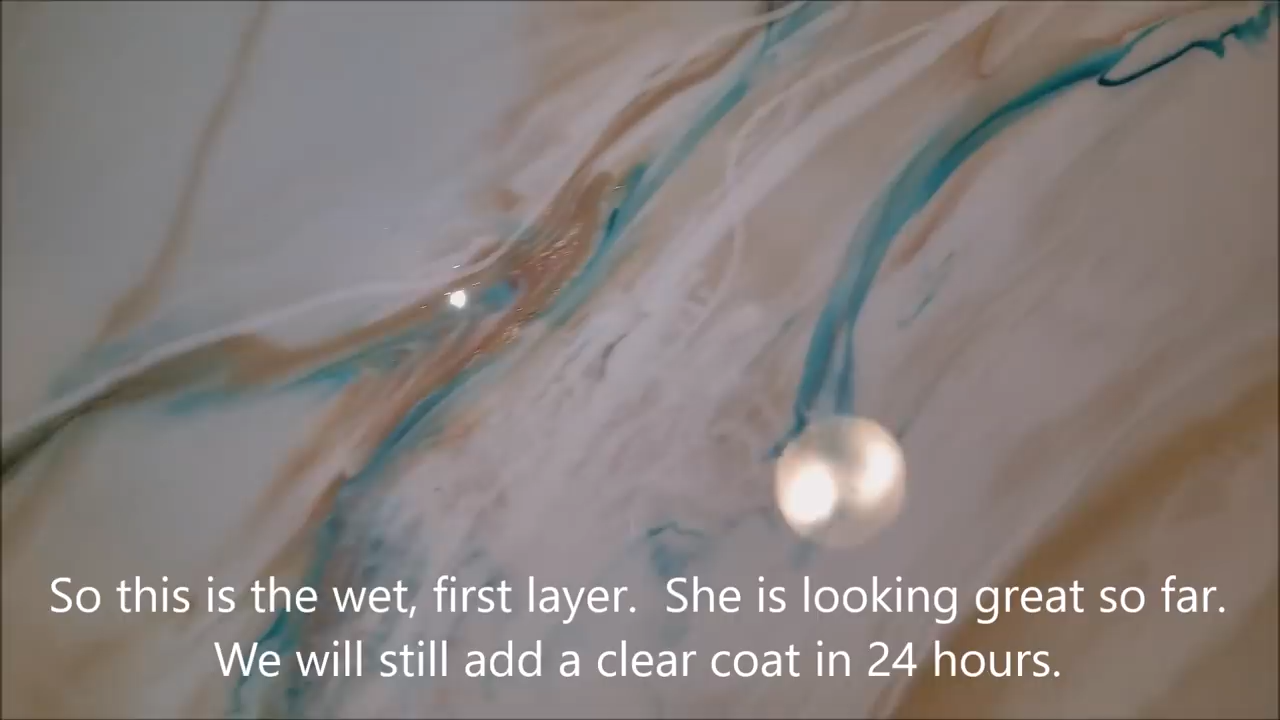 So this is the wet, first layer.  She is looking great so far.
We will still add a clear coat in 24 hours.